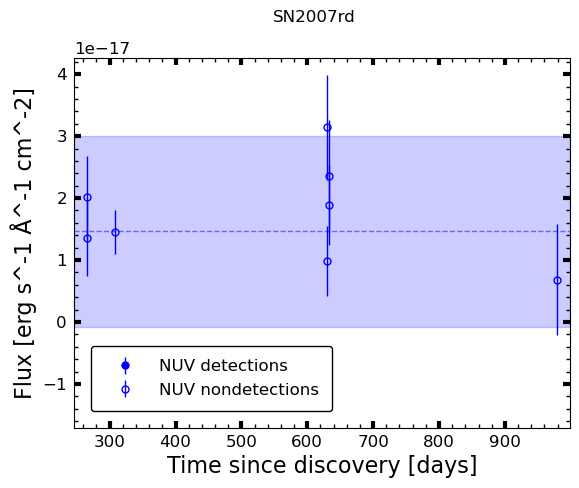 SN2007rd
1e−17
4
3
2
1
0
−1
Flux [erg s^-1 Å^-1 cm^-2]
NUV detections
NUV nondetections
300 400 500 600 700 800 900
Time since discovery [days]